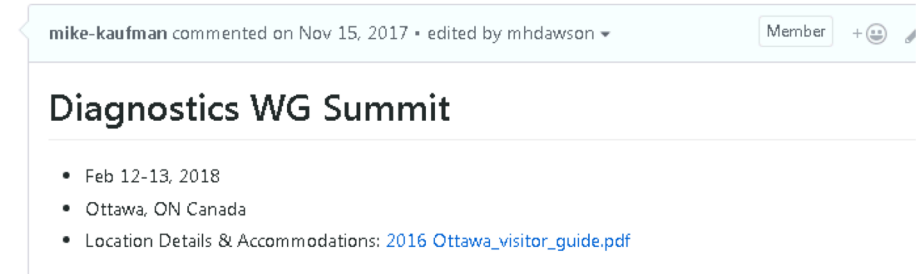 mike-kaufman commented on Nov 15, 2017 • edited by mhdawson
Member
Diagnostics WG Summit
• Feb 12-13, 2018
• Ottawa, ON Canada
• Location Details & Accommodations: 2016 Ottawa_visitor_guide.pdf